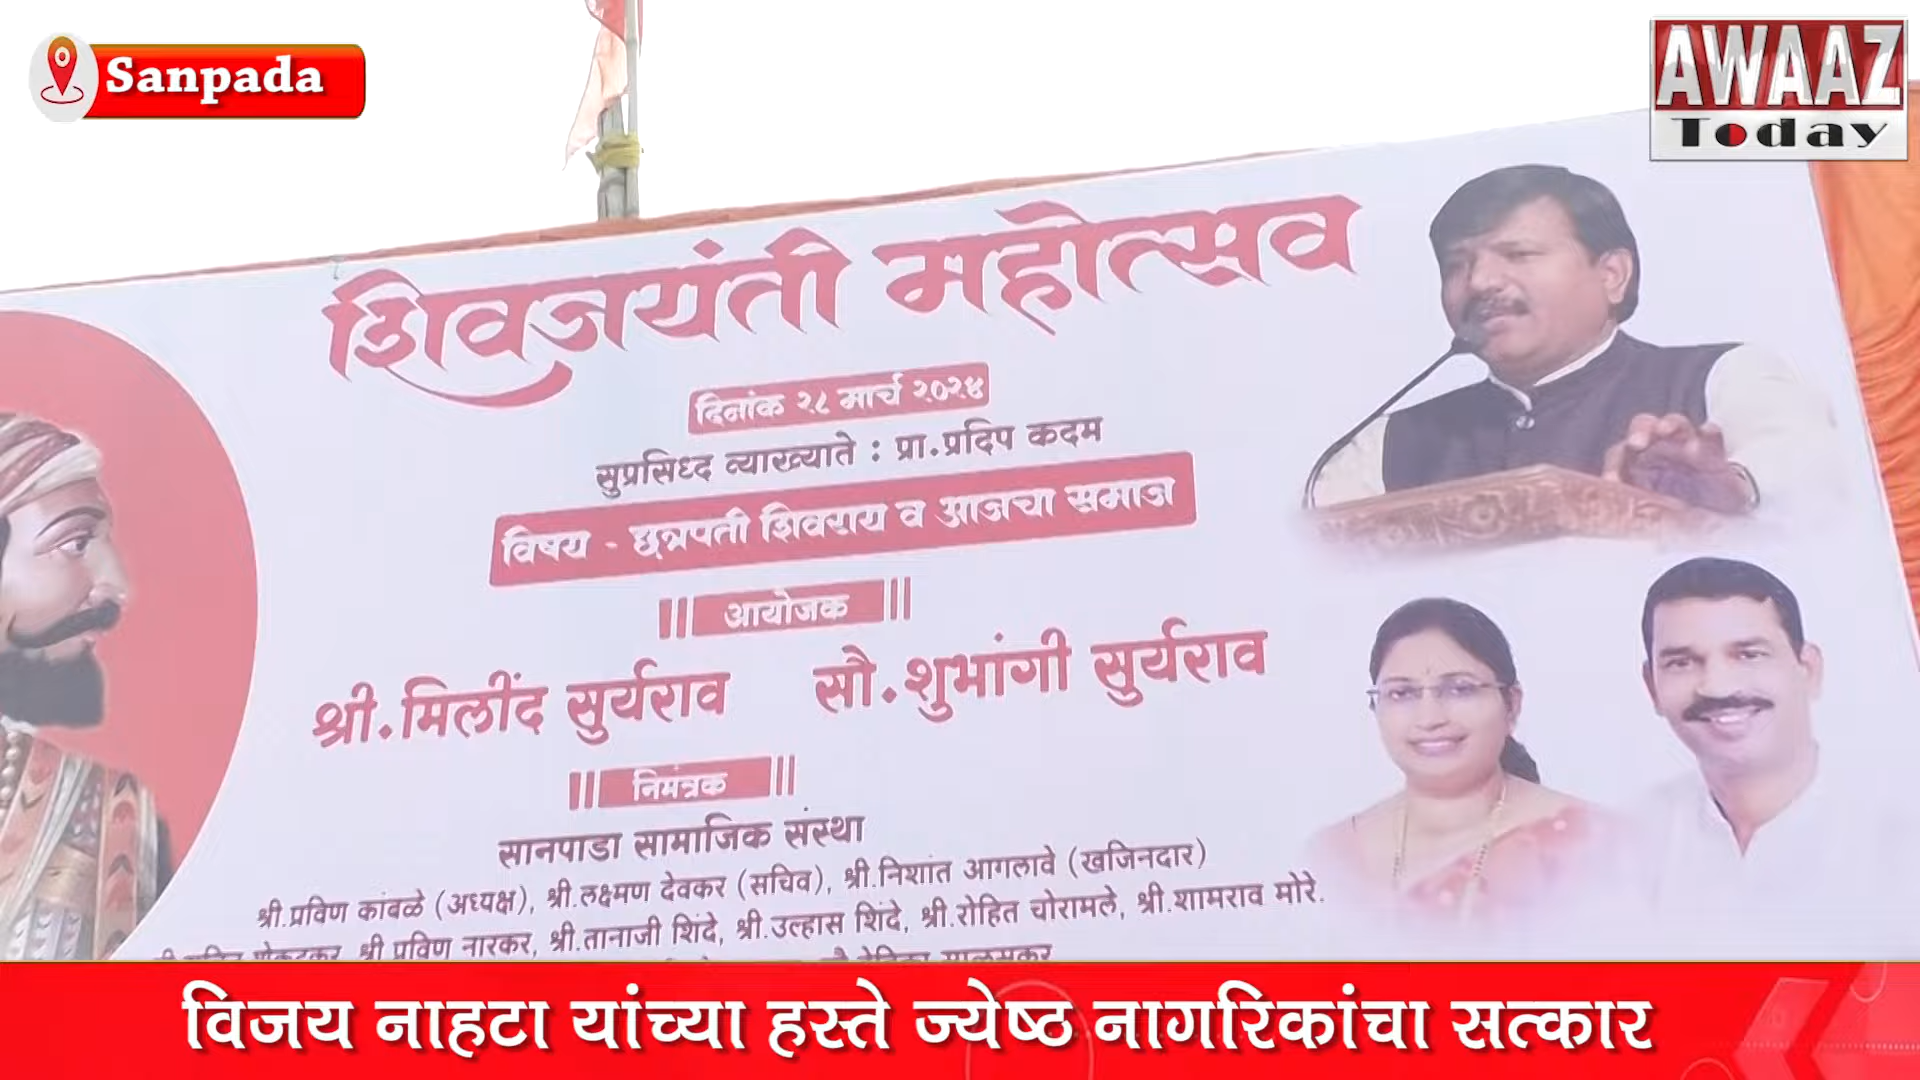 Sanpada
AWAAZ
Today
शिवजयंती महोत्सव
दिनांक २८ मार्च २०२४
सुप्रसिध्द व्याख्याते : प्रा.प्रदिप कदम
विषय - छत्रपती शिवराय व आजचा समाज
आयोजक
श्री.मिलींद सुर्यराव सौ.शुभांगी सुर्यराव
निमंत्रक
सानपाडा सामाजिक संस्था
श्री.प्रविण कांबळे (अध्यक्ष), श्री.लक्ष्मण देवकर (सचिव), श्री.निशांत आगलावे (खजिनदार)
श्री प्रविण नारकर, श्री.तानाजी शिंदे, श्री.उल्हास शिंदे, श्री.रोहित चोरामले, श्री.शामराव मोरे.
विजय नाहटा यांच्या हस्ते ज्येष्ठ नागरिकांचा सत्कार